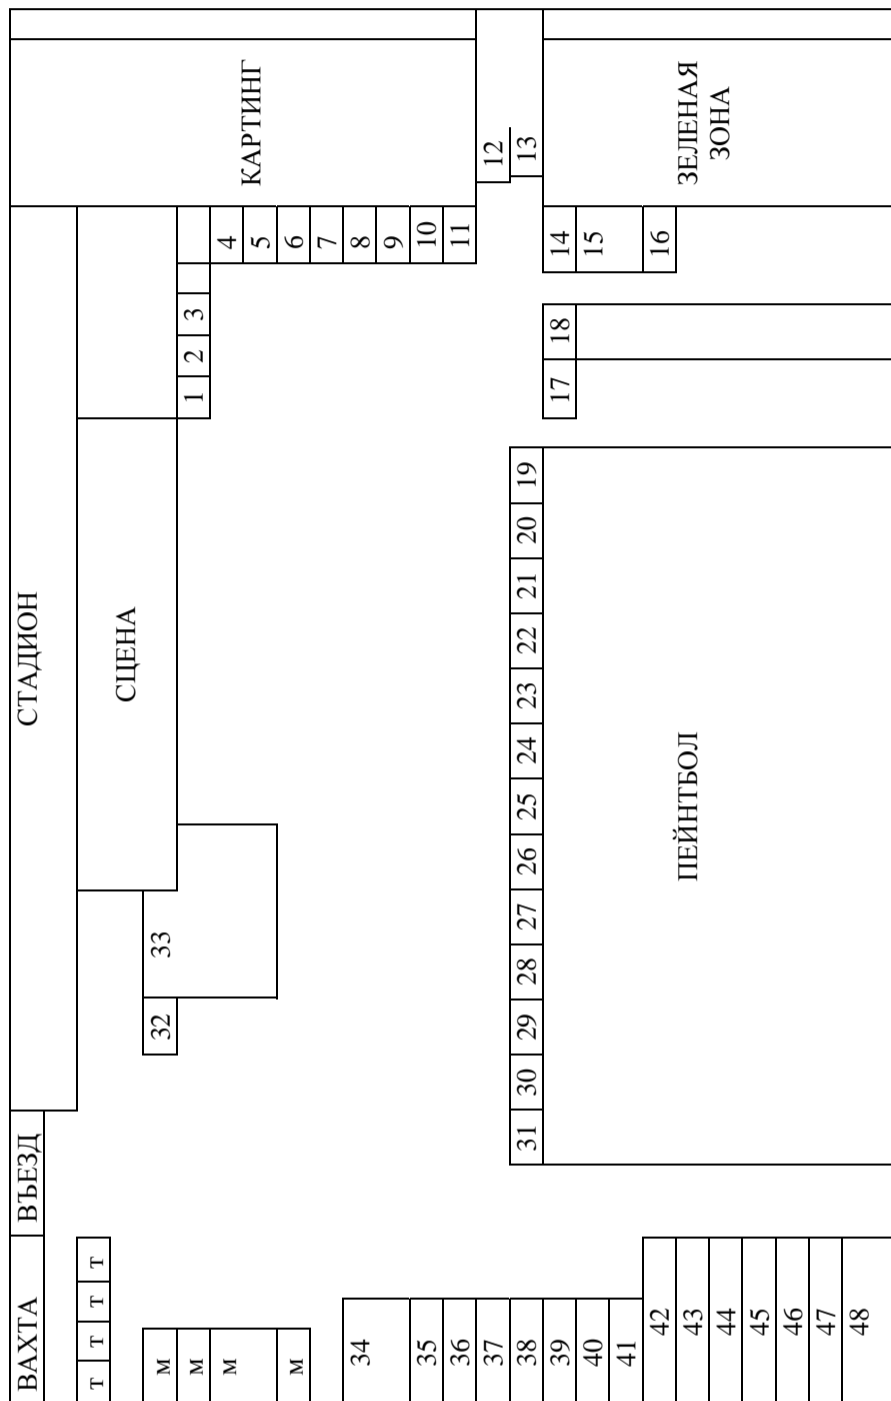 ВАХТА ВЪЕЗД СТАДИОН
т т т т
СЦЕНА
м 32 33
м 1 2 3
м 4
КАРТИНГ
5
м 6
7
34 8
9
35 10
36 11
37 12
38 31 30 29 28 27 26 25 24 23 22 21 20 19 13
39 17 18 14
40 15
41
42 16
43 ПЕЙНТБОЛ ЗЕЛЕНАЯ
44 ЗОНА
45
46
47
48